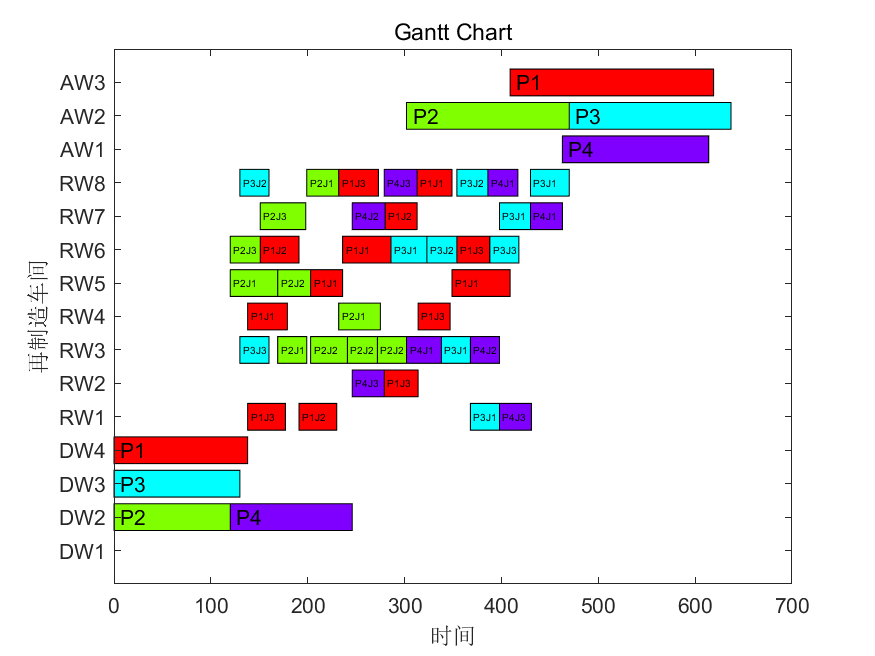 Gantt Chart
AW3 P1
AW2 P2 P3
AW1 P4
RW8 P3J2 P2J1 P1J3 P4J3 P1J1 P3J2 P4J1 P3J1
RW7 P2J3 P4J2 P1J2 P3J1 P4J1
RW6 P2J3 P1J2 P1J1 P3J1 P3J2 P1J3 P3J3
RW5 P2J1 P2J2 P1J1 P1J1
RW4 P1J1 P2J1 P1J3
RW3 P3J3 P2J1 P2J2 P2J2 P2J2 P4J1 P3J1 P4J2
RW2 P4J3 P1J3
RW1 P1J3 P1J2 P3J1 P4J3
DW4 P1
DW3 P3
DW2 P2 P4
DW1
0 100 200 300 400 500 600 700
时间
再制造车间